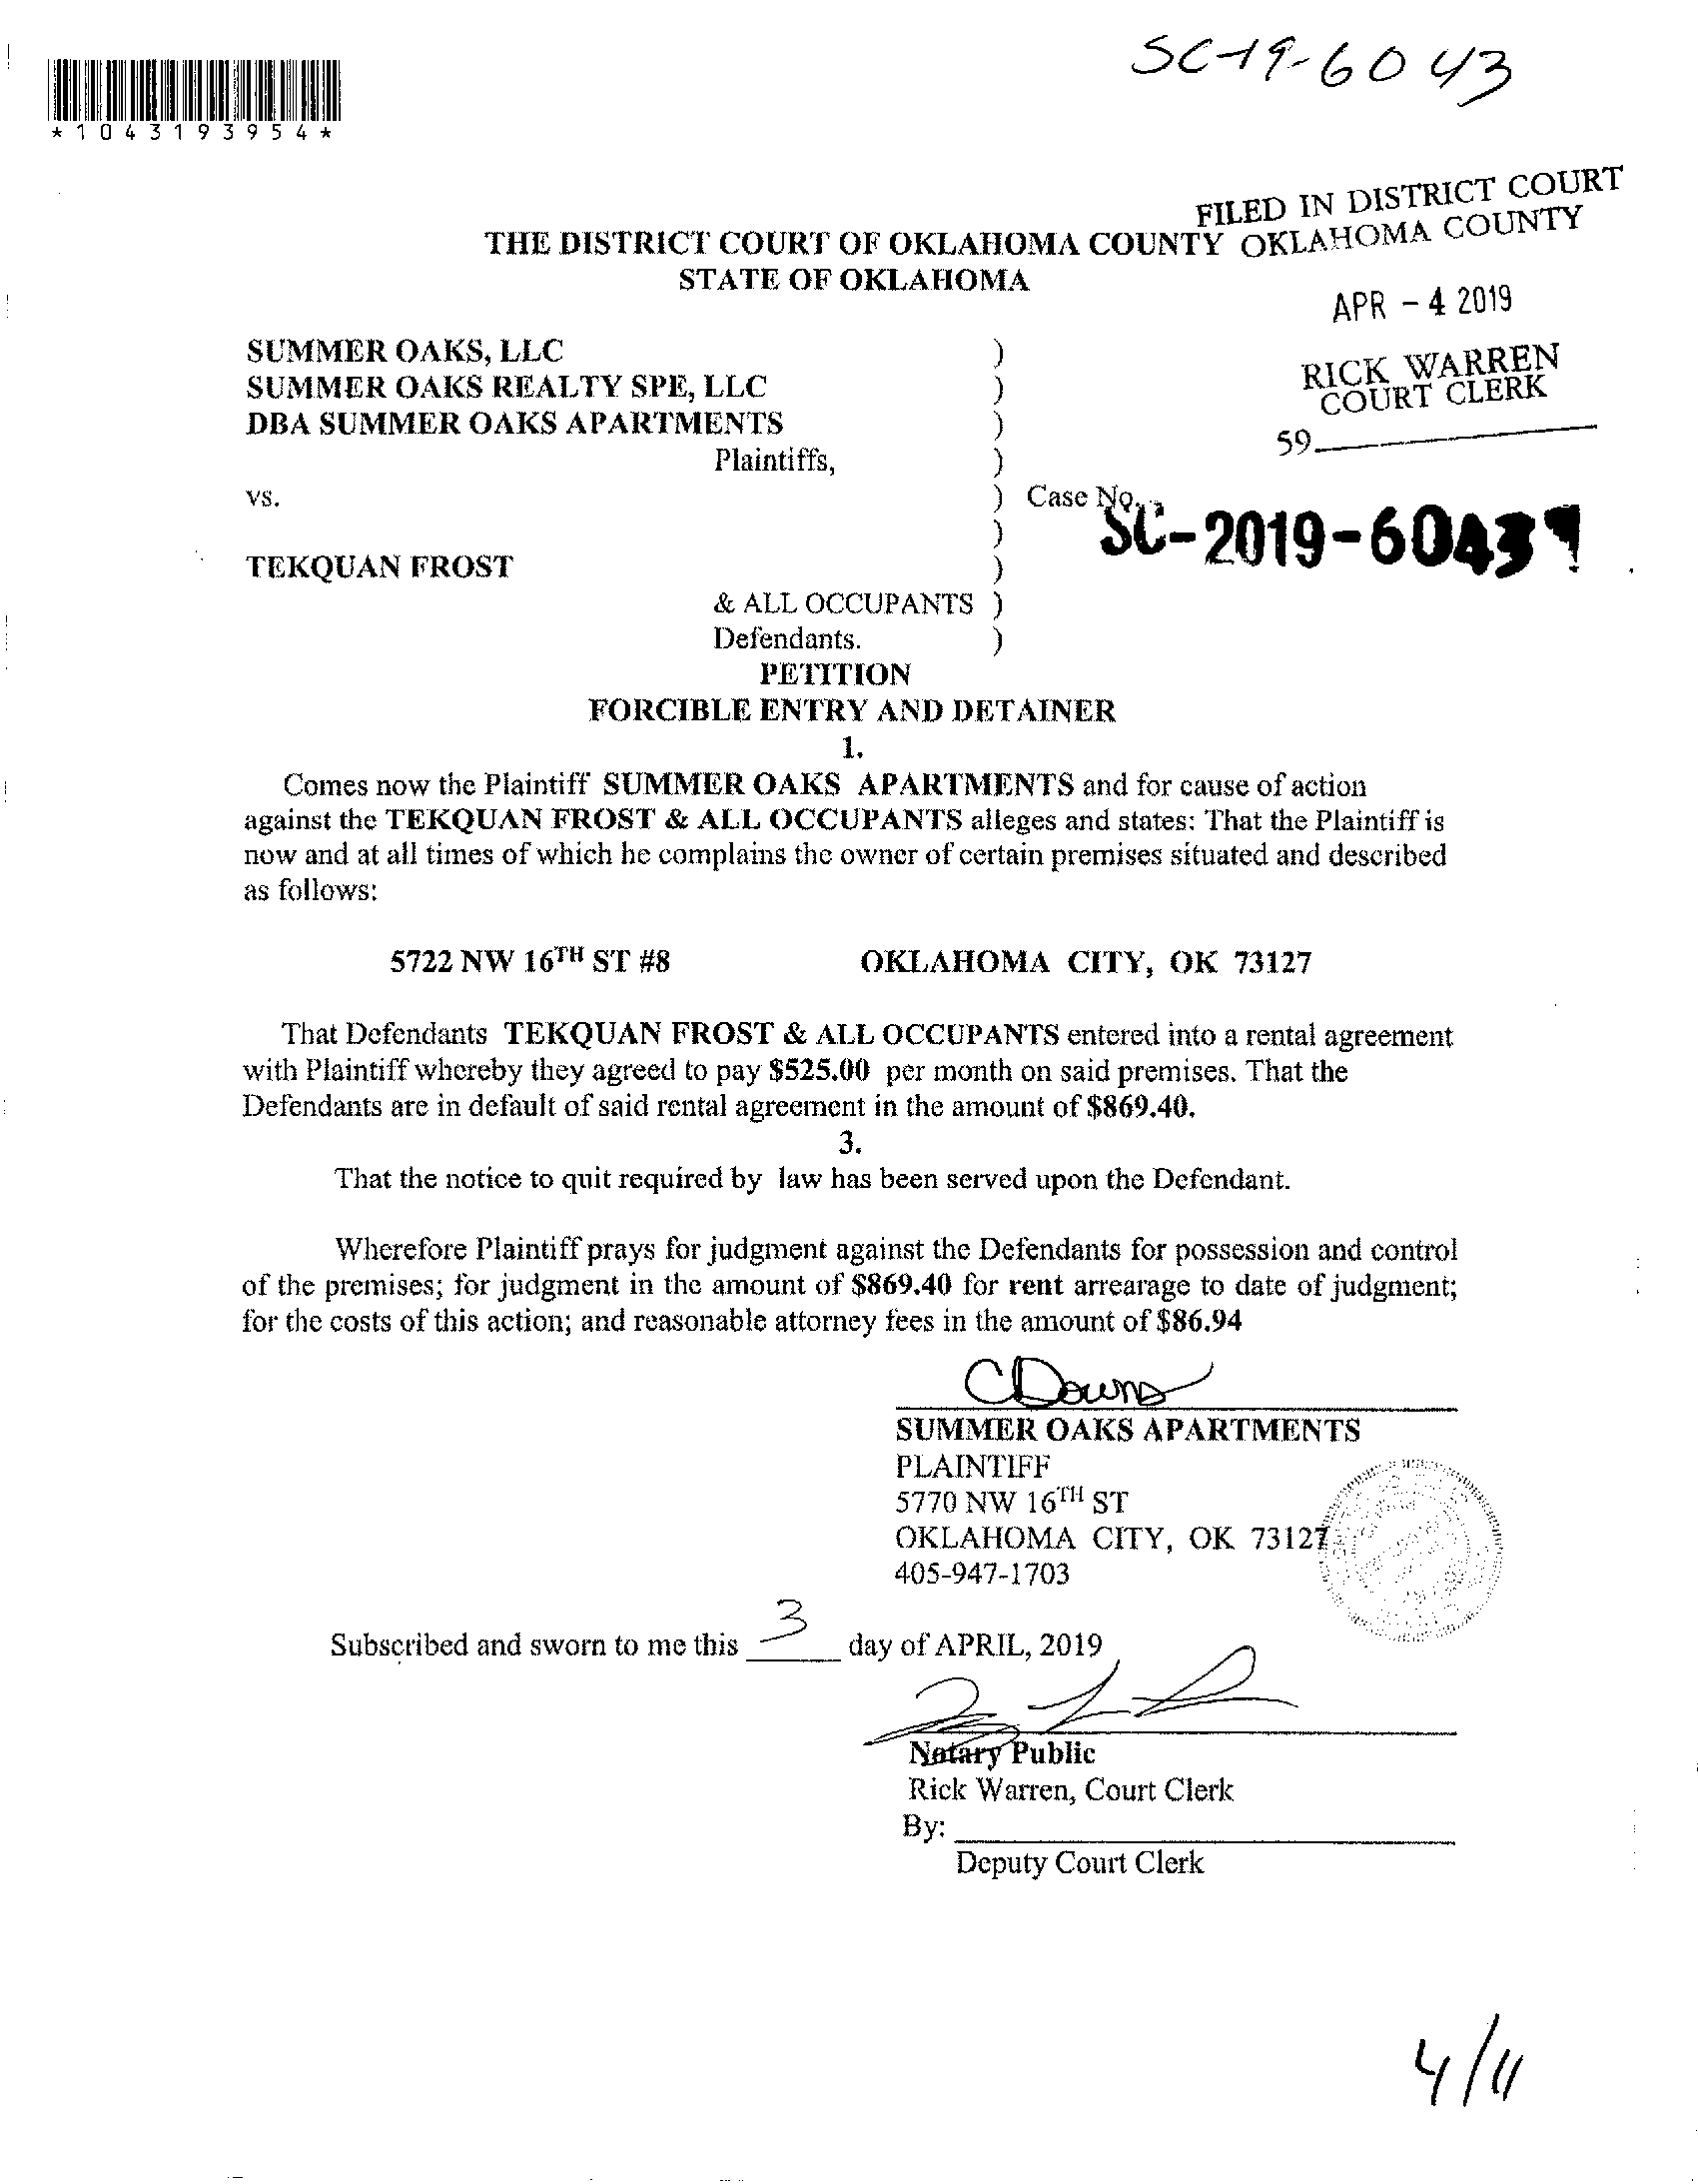 SC-19-6043
*1043193954*
FILED IN DISTRICT COURT
OKLAHOMA COUNTY
THE DISTRICT COURT OF OKLAHOMA COUNTY
STATE OF OKLAHOMA
APR - 4 2019
RICK WARREN
COURT CLERK
59
SUMMER OAKS, LLC )
SUMMER OAKS REALTY SPE, LLC )
DBA SUMMER OAKS APARTMENTS )
Plaintiffs, )
vs. ) Case No.
) SC-2019-6043
TEKQUAN FROST )
& ALL OCCUPANTS )
Defendants. )
PETITION
FORCIBLE ENTRY AND DETAINER
1.
Comes now the Plaintiff SUMMER OAKS APARTMENTS and for cause of action
against the TEKQUAN FROST & ALL OCCUPANTS alleges and states: That the Plaintiff is
now and at all times of which he complains the owner of certain premises situated and described
as follows:
5722 NW 16TH ST #8 OKLAHOMA CITY, OK 73127
That Defendants TEKQUAN FROST & ALL OCCUPANTS entered into a rental agreement
with Plaintiff whereby they agreed to pay $525.00 per month on said premises. That the
Defendants are in default of said rental agreement in the amount of $869.40.
3.
That the notice to quit required by law has been served upon the Defendant.
Wherefore Plaintiff prays for judgment against the Defendants for possession and control
of the premises; for judgment in the amount of $869.40 for rent arrearage to date of judgment;
for the costs of this action; and reasonable attorney fees in the amount of $86.94
CDowns
SUMMER OAKS APARTMENTS
PLAINTIFF
5770 NW 16TH ST
OKLAHOMA CITY, OK 73127
405-947-1703
Subscribed and sworn to me this 3 day of APRIL, 2019
Notary Public
Rick Warren, Court Clerk
By:
Deputy Court Clerk
4/11